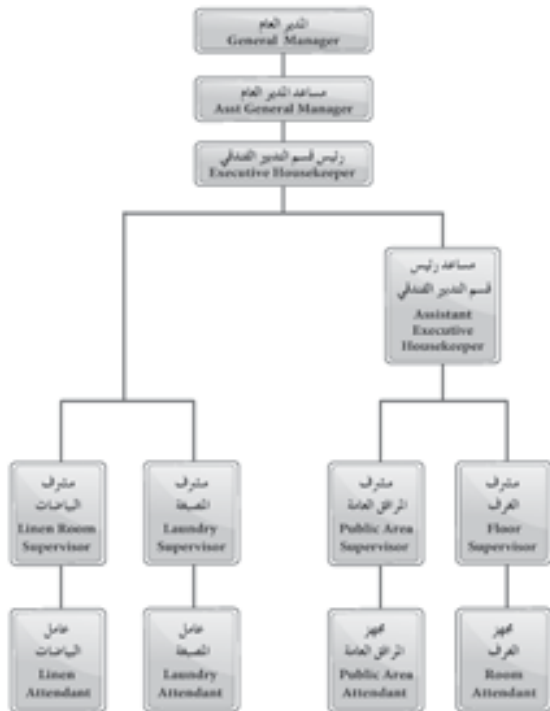 المدير العام
General Manager
مساعد المدير العام
Asst General Manager
رئيس قسم التدبير الفندقي
Executive Housekeeper
مساعد رئيس
قسم التدبير الفندقي
Assistant
Executive
Housekeeper
مشرف
البياضات
Linen Room
Supervisor
مشرف
المصبغة
Laundry
Supervisor
مشرف
المرافق العامة
Public Area
Supervisor
مشرف
الغرف
Floor
Supervisor
عامل
البياضات
Linen
Attendant
عامل
المصبغة
Laundry
Attendant
مجهز
المرافق العامة
Public Area
Attendant
مجهز
الغرف
Room
Attendant